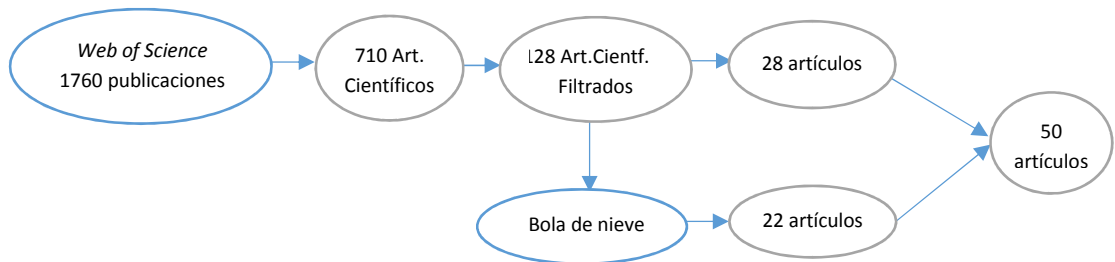 Web of Science
1760 publicaciones
710 Art.
Científicos
128 Art.Cientf.
Filtrados
28 artículos
50
artículos
Bola de nieve
22 artículos